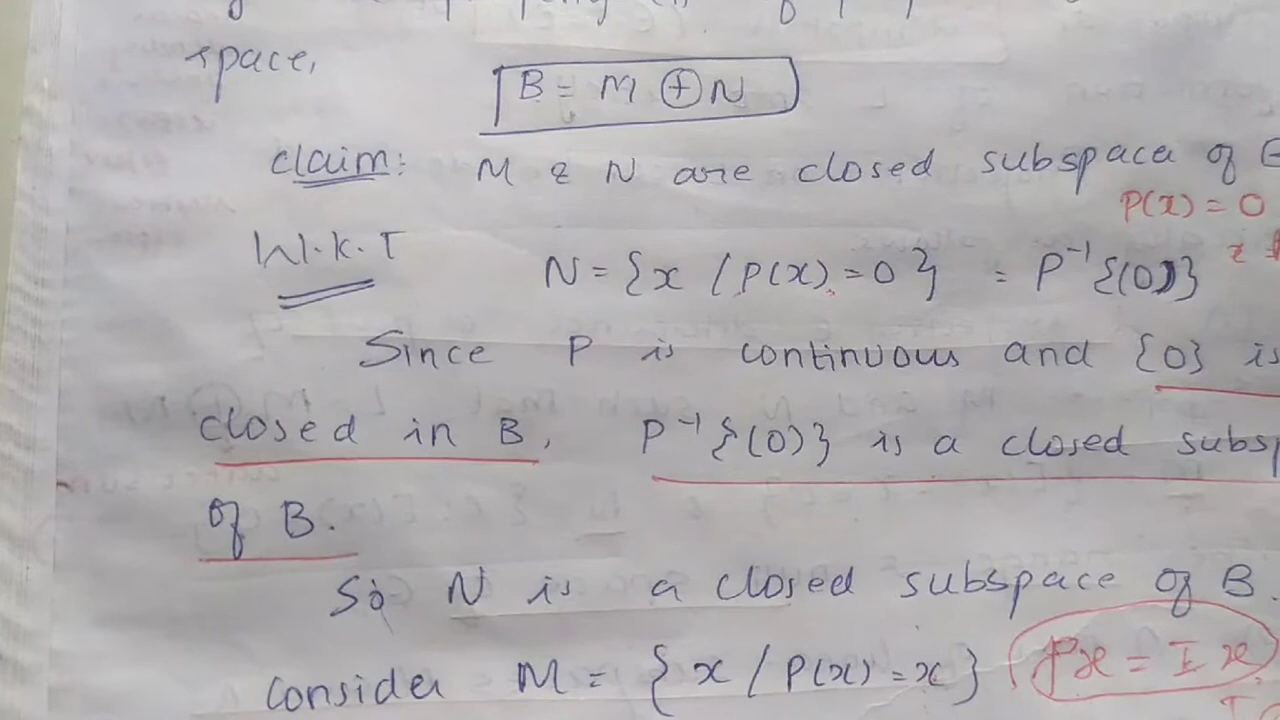 space,
B = M ⊕ N
claim: M & N are closed subspace of
P(x) = 0
W.K.T N = {x / P(x) = 0} = P⁻¹{(0)}
Since P is continuous and {0} is
closed in B, P⁻¹{(0)} is a closed subsp
of B.
So N is a closed subspace of B.
consider M = {x / P(x) = x} Px = Ix